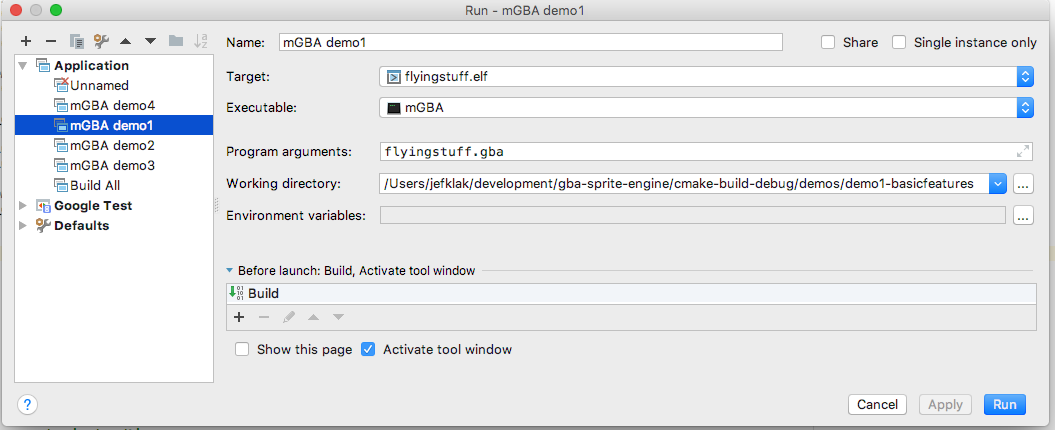 Run - mGBA demo1
Name: mGBA demo1 Share Single instance only
Application
Unnamed
mGBA demo4
mGBA demo1
mGBA demo2
mGBA demo3
Build All
Google Test
Defaults
Target: flyingstuff.elf
Executable: mGBA
Program arguments: flyingstuff.gba
Working directory: /Users/jefklak/development/gba-sprite-engine/cmake-build-debug/demos/demo1-basicfeatures ...
Environment variables: ...
Before launch: Build, Activate tool window
Build
Show this page Activate tool window
? Cancel Apply Run